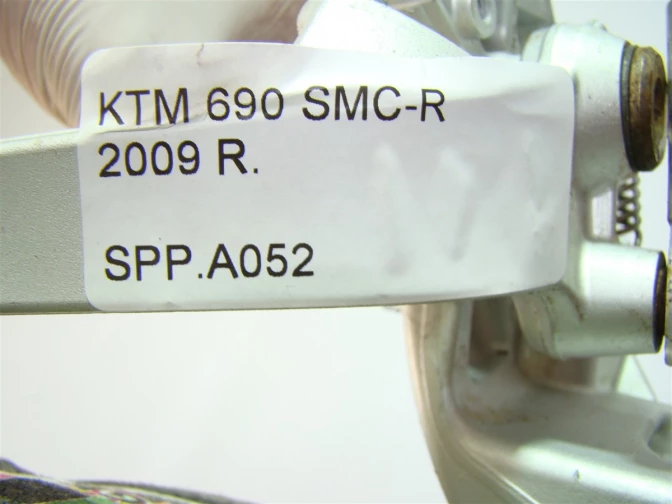 KTM 690 SMC-R
2009 R.
SPP.A052